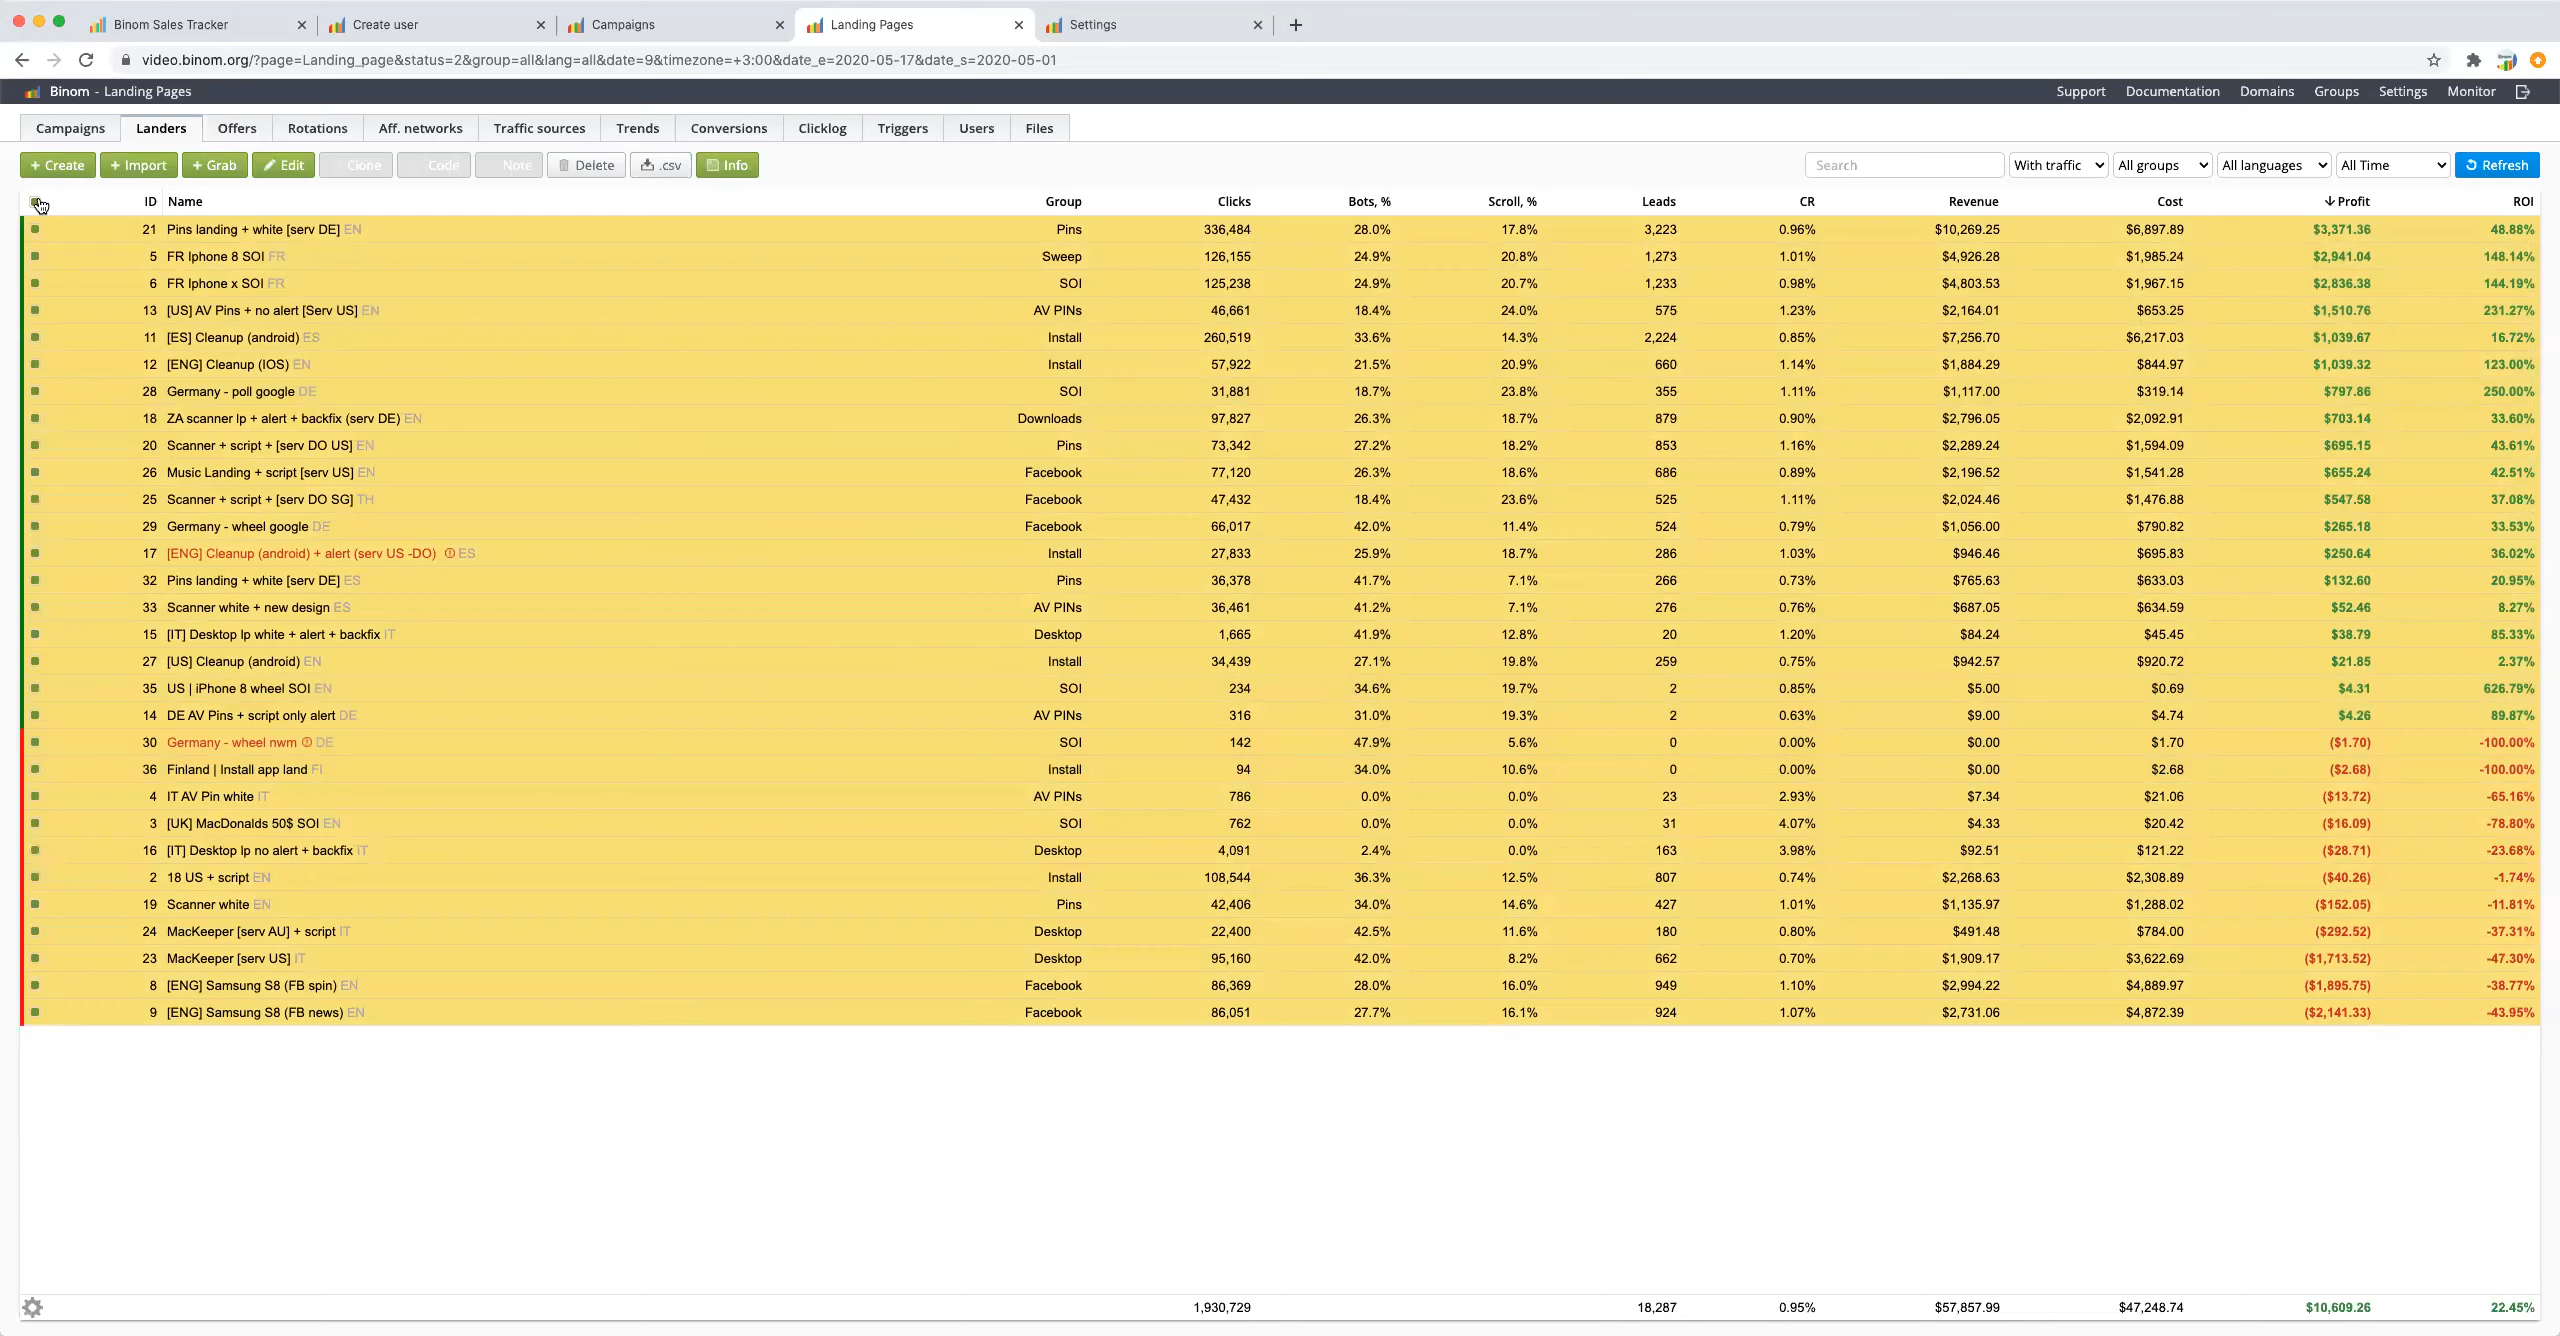 Binom Sales Tracker Create user Campaigns Landing Pages Settings
video.binom.org/?page=Landing_page&status=2&group=all&lang=all&date=9&timezone=+3:00&date_e=2020-05-17&date_s=2020-05-01
Binom - Landing Pages Support Documentation Domains Groups Settings Monitor
Campaigns Landers Offers Rotations Aff. networks Traffic sources Trends Conversions Clicklog Triggers Users Files
+ Create + Import + Grab Edit Clone Code Note Delete .csv Info Search With traffic All groups All languages All Time Refresh
ID Name Group Clicks Bots, % Scroll, % Leads CR Revenue Cost Profit ROI
21 Pins landing + white [serv DE] EN Pins 336,484 28.0% 17.8% 3,223 0.96% $10,269.25 $6,897.89 $3,371.36 48.88%
5 FR Iphone 8 SOI FR Sweep 126,155 24.9% 20.8% 1,273 1.01% $4,926.28 $1,985.24 $2,941.04 148.14%
6 FR Iphone x SOI FR SOI 125,238 24.9% 20.7% 1,233 0.98% $4,803.53 $1,967.15 $2,836.38 144.19%
13 [US] AV Pins + no alert [Serv US] EN AV PINs 46,661 18.4% 24.0% 575 1.23% $2,164.01 $653.25 $1,510.76 231.27%
11 [ES] Cleanup (android) ES Install 260,519 33.6% 14.3% 2,224 0.85% $7,256.70 $6,217.03 $1,039.67 16.72%
12 [ENG] Cleanup (IOS) EN Install 57,922 21.5% 20.9% 660 1.14% $1,884.29 $844.97 $1,039.32 123.00%
28 Germany - poll google DE SOI 31,881 18.7% 23.8% 355 1.11% $1,117.00 $319.14 $797.86 250.00%
18 ZA scanner lp + alert + backfix (serv DE) EN Downloads 97,827 26.3% 18.7% 879 0.90% $2,796.05 $2,092.91 $703.14 33.60%
20 Scanner + script + [serv DO US] EN Pins 73,342 27.2% 18.2% 853 1.16% $2,289.24 $1,594.09 $695.15 43.61%
26 Music Landing + script [serv US] EN Facebook 77,120 26.3% 18.6% 686 0.89% $2,196.52 $1,541.28 $655.24 42.51%
25 Scanner + script + [serv DO SG] TH Facebook 47,432 18.4% 23.6% 525 1.11% $2,024.46 $1,476.88 $547.58 37.08%
29 Germany - wheel google DE Facebook 66,017 42.0% 11.4% 524 0.79% $1,056.00 $790.82 $265.18 33.53%
17 [ENG] Cleanup (android) + alert (serv US -DO) ES Install 27,833 25.9% 18.7% 286 1.03% $946.46 $695.83 $250.64 36.02%
32 Pins landing + white [serv DE] ES Pins 36,378 41.7% 7.1% 266 0.73% $765.63 $633.03 $132.60 20.95%
33 Scanner white + new design ES AV PINs 36,461 41.2% 7.1% 276 0.76% $687.05 $634.59 $52.46 8.27%
15 [IT] Desktop lp white + alert + backfix IT Desktop 1,665 41.9% 12.8% 20 1.20% $84.24 $45.45 $38.79 85.33%
27 [US] Cleanup (android) EN Install 34,439 27.1% 19.8% 259 0.75% $942.57 $920.72 $21.85 2.37%
35 US | iPhone 8 wheel SOI EN SOI 234 34.6% 19.7% 2 0.85% $5.00 $0.69 $4.31 626.79%
14 DE AV Pins + script only alert DE AV PINs 316 31.0% 19.3% 2 0.63% $9.00 $4.74 $4.26 89.87%
30 Germany - wheel nwm DE SOI 142 47.9% 5.6% 0 0.00% $0.00 $1.70 ($1.70) -100.00%
36 Finland | Install app land FI Install 94 34.0% 10.6% 0 0.00% $0.00 $2.68 ($2.68) -100.00%
4 IT AV Pin white IT AV PINs 786 0.0% 0.0% 23 2.93% $7.34 $21.06 ($13.72) -65.16%
3 [UK] MacDonalds 50$ SOI EN SOI 762 0.0% 0.0% 31 4.07% $4.33 $20.42 ($16.09) -78.80%
16 [IT] Desktop lp no alert + backfix IT Desktop 4,091 2.4% 0.0% 163 3.98% $92.51 $121.22 ($28.71) -23.68%
2 18 US + script EN Install 108,544 36.3% 12.5% 807 0.74% $2,268.63 $2,308.89 ($40.26) -1.74%
19 Scanner white EN Pins 42,406 34.0% 14.6% 427 1.01% $1,135.97 $1,288.02 ($152.05) -11.81%
24 MacKeeper [serv AU] + script IT Desktop 22,400 42.5% 11.6% 180 0.80% $491.48 $784.00 ($292.52) -37.31%
23 MacKeeper [serv US] IT Desktop 95,160 42.0% 8.2% 662 0.70% $1,909.17 $3,622.69 ($1,713.52) -47.30%
8 [ENG] Samsung S8 (FB spin) EN Facebook 86,369 28.0% 16.0% 949 1.10% $2,994.22 $4,889.97 ($1,895.75) -38.77%
9 [ENG] Samsung S8 (FB news) EN Facebook 86,051 27.7% 16.1% 924 1.07% $2,731.06 $4,872.39 ($2,141.33) -43.95%
1,930,729 18,287 0.95% $57,857.99 $47,248.74 $10,609.26 22.45%